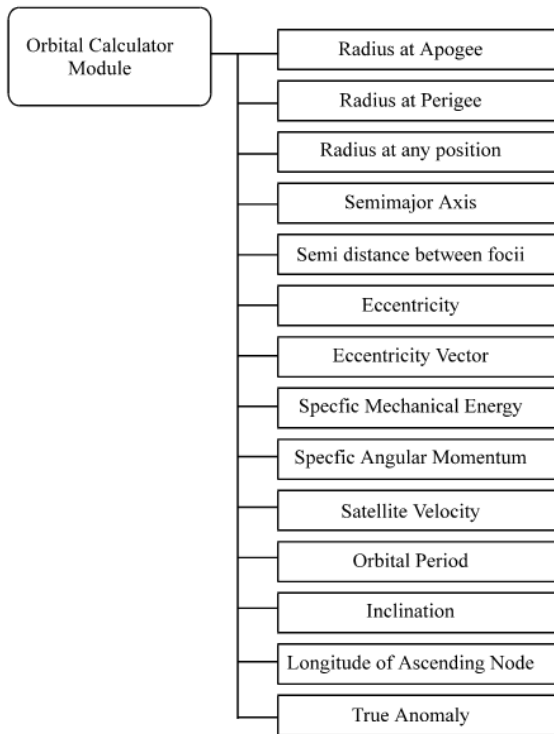 Orbital Calculator
Module
Radius at Apogee
Radius at Perigee
Radius at any position
Semimajor Axis
Semi distance between focii
Eccentricity
Eccentricity Vector
Specfic Mechanical Energy
Specfic Angular Momentum
Satellite Velocity
Orbital Period
Inclination
Longitude of Ascending Node
True Anomaly